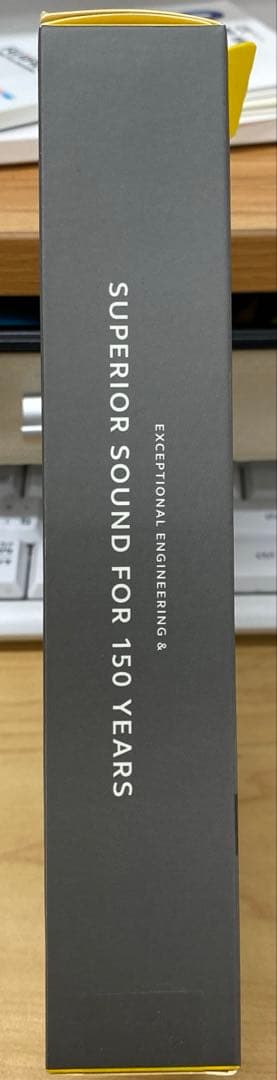 EXCEPTIONAL ENGINEERING &
SUPERIOR SOUND FOR 150 YEARS